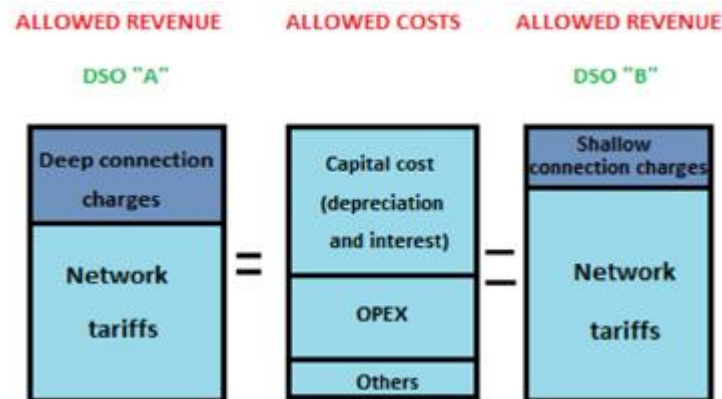 ALLOWED REVENUE
ALLOWED COSTS
ALLOWED REVENUE
DSO "A"
DSO "B"
Deep connection
charges
Network
tariffs
=
Capital cost
(depreciation
and interest)
OPEX
Others
=
Shallow
connection charges
Network
tariffs